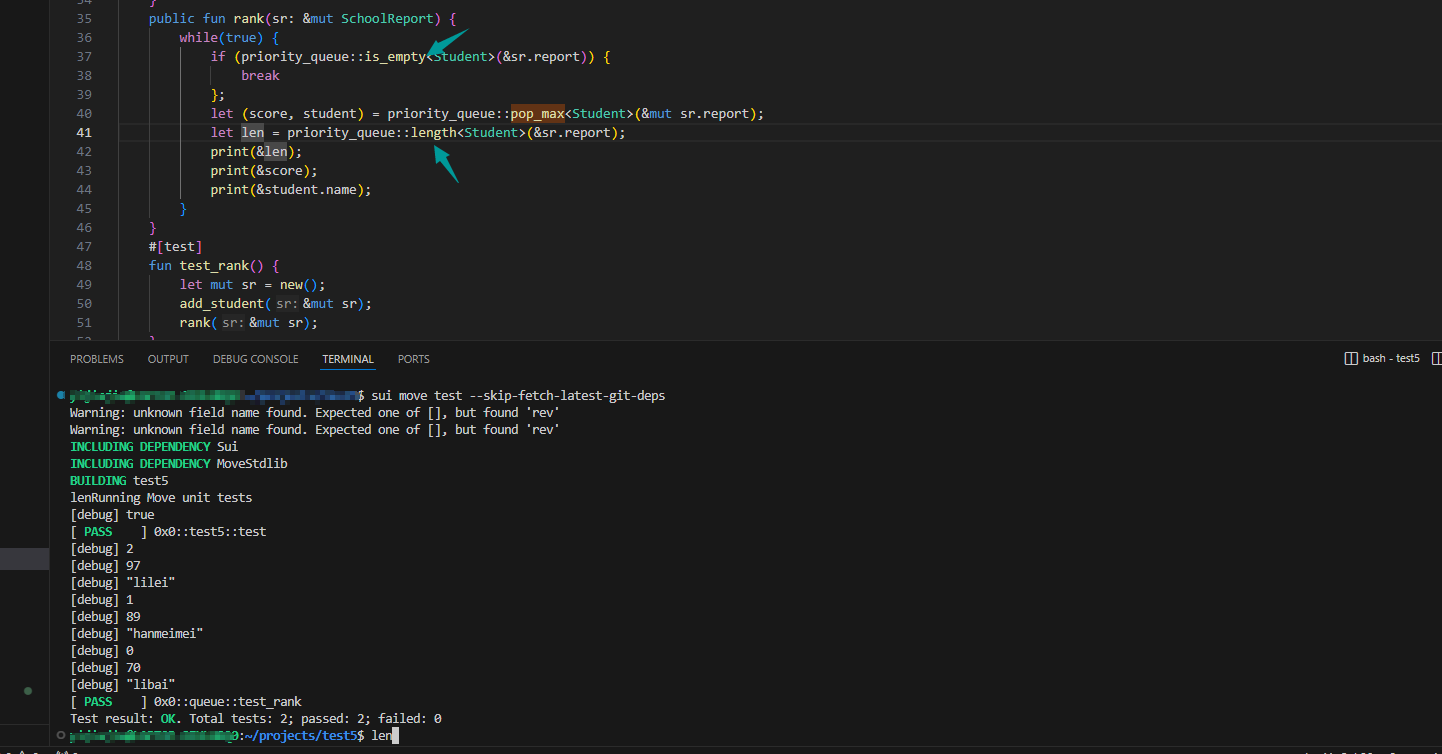 34 }
35 public fun rank(sr: &mut SchoolReport) {
36 while(true) {
37 if (priority_queue::is_empty<Student>(&sr.report)) {
38 break
39 };
40 let (score, student) = priority_queue::pop_max<Student>(&mut sr.report);
41 let len = priority_queue::length<Student>(&sr.report);
42 print(&len);
43 print(&score);
44 print(&student.name);
45 }
46 }
47 #[test]
48 fun test_rank() {
49 let mut sr = new();
50 add_student(sr: &mut sr);
51 rank(sr: &mut sr);
PROBLEMS OUTPUT DEBUG CONSOLE TERMINAL PORTS bash - test5
$ sui move test --skip-fetch-latest-git-deps
Warning: unknown field name found. Expected one of [], but found 'rev'
Warning: unknown field name found. Expected one of [], but found 'rev'
INCLUDING DEPENDENCY Sui
INCLUDING DEPENDENCY MoveStdlib
BUILDING test5
lenRunning Move unit tests
[debug] true
[ PASS    ] 0x0::test5::test
[debug] 2
[debug] 97
[debug] "lilei"
[debug] 1
[debug] 89
[debug] "hanmeimei"
[debug] 0
[debug] 70
[debug] "libai"
[ PASS    ] 0x0::queue::test_rank
Test result: OK. Total tests: 2; passed: 2; failed: 0
:~/projects/test5$ len